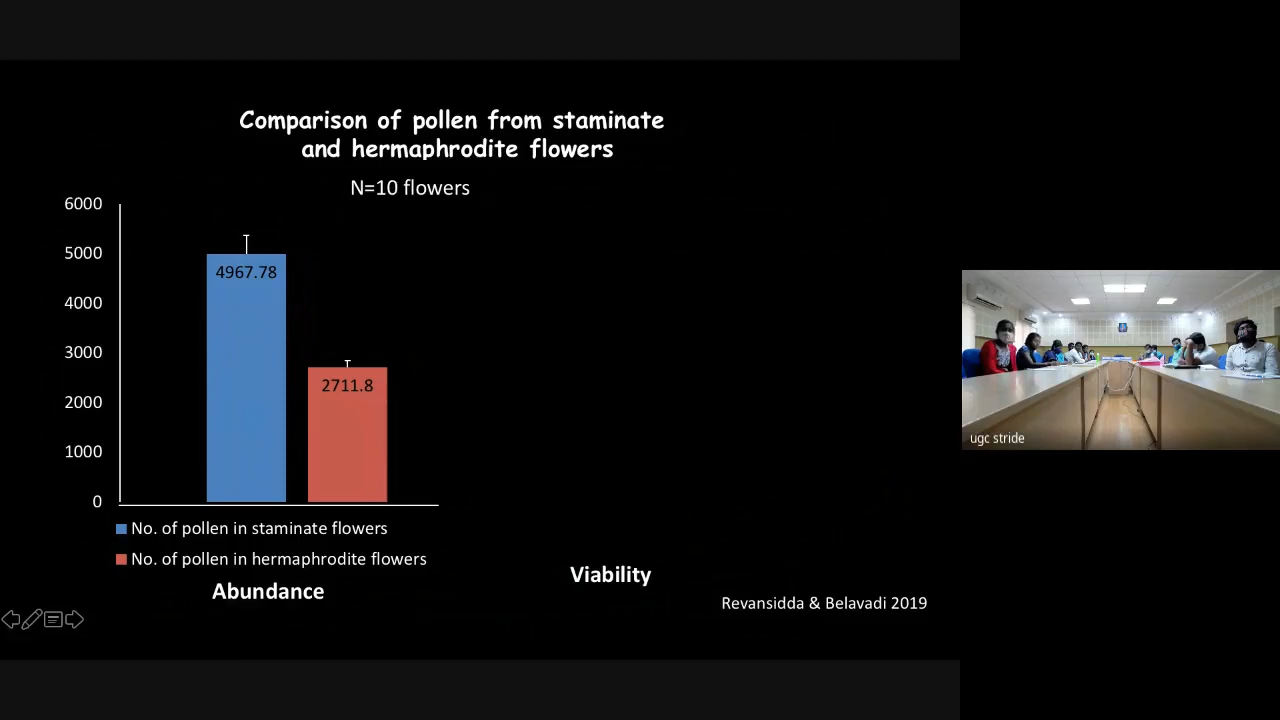 Comparison of pollen from staminate
and hermaphrodite flowers
N=10 flowers
6000
5000
4000
3000
2000
1000
0
4967.78
2711.8
No. of pollen in staminate flowers
No. of pollen in hermaphrodite flowers
Abundance
Viability
Revansidda & Belavadi 2019
ugc stride